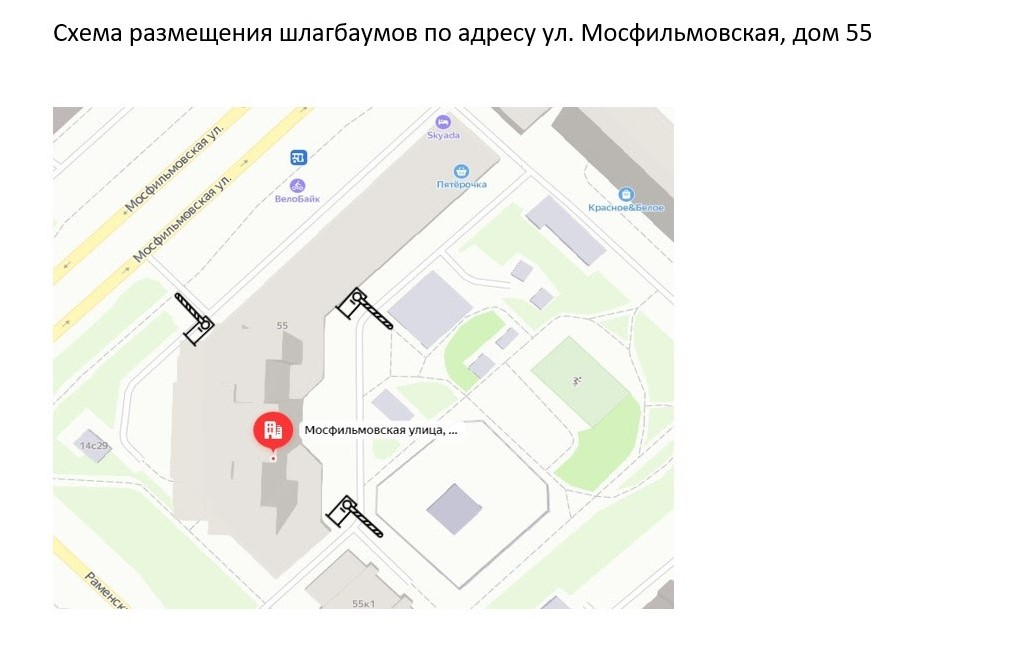 Схема размещения шлагбаумов по адресу ул. Мосфильмовская, дом 55
Skyada
Мосфильмовская ул.
Мосфильмовская ул.
ВелоБайк
Пятёрочка
Красное&Белое
55
Мосфильмовская улица, ...
14с29
Раменск
55к1